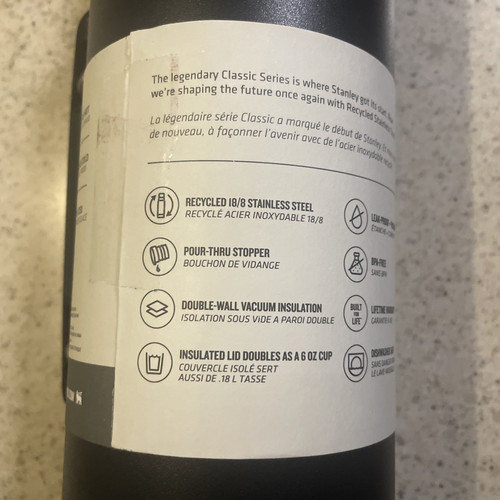 The legendary Classic Series is where Stanley got its start
we're shaping the future once again with Recycled Stainless
La légendaire série Classic a marqué le début de Stanley.
de nouveau, à façonner l'avenir avec de l'acier inoxydable
RECYCLED 18/8 STAINLESS STEEL
RECYCLÉ ACIER INOXYDABLE 18/8
POUR-THRU STOPPER
BOUCHON DE VIDANGE
DOUBLE-WALL VACUUM INSULATION
ISOLATION SOUS VIDE A PAROI DOUBLE
INSULATED LID DOUBLES AS A 6 OZ CUP
COUVERCLE ISOLÉ SERT
AUSSI DE .18 L TASSE
LEAK-PROOF
BPA-FREE
SANS BPA
BUILT
FOR
LIFE
LIFETIME